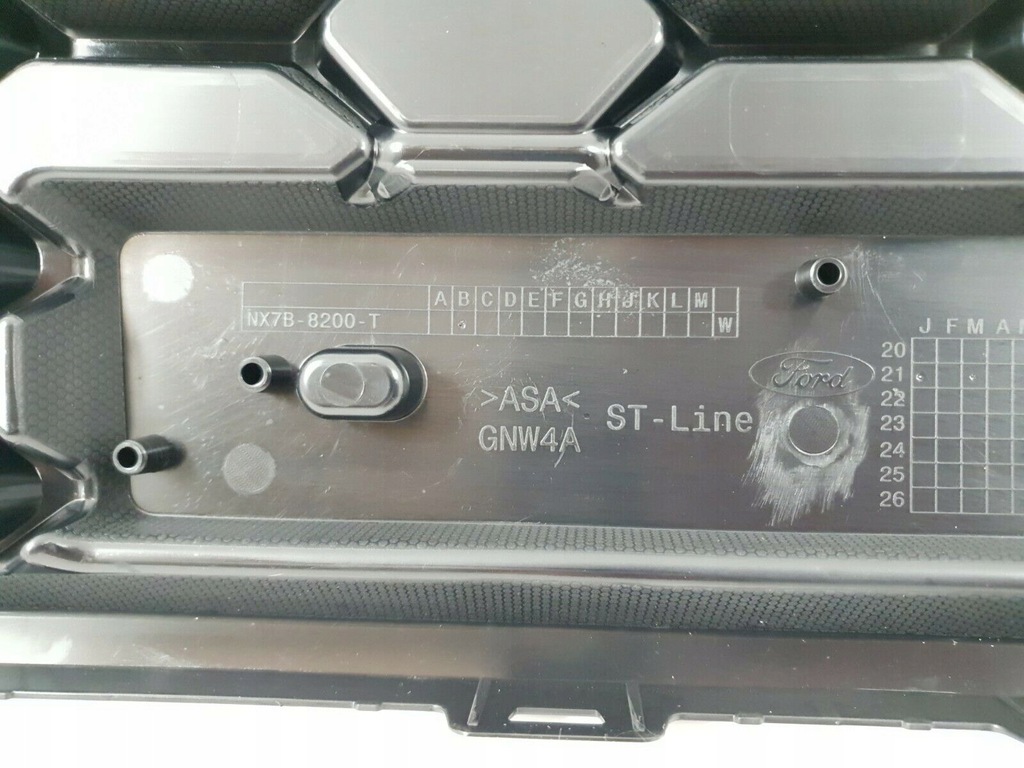 A B C D E F G H J K L M
NX7B-8200-T W
>ASA<
GNW4A
ST-Line
Ford
J F M A
20
21
22
23
24
25
26